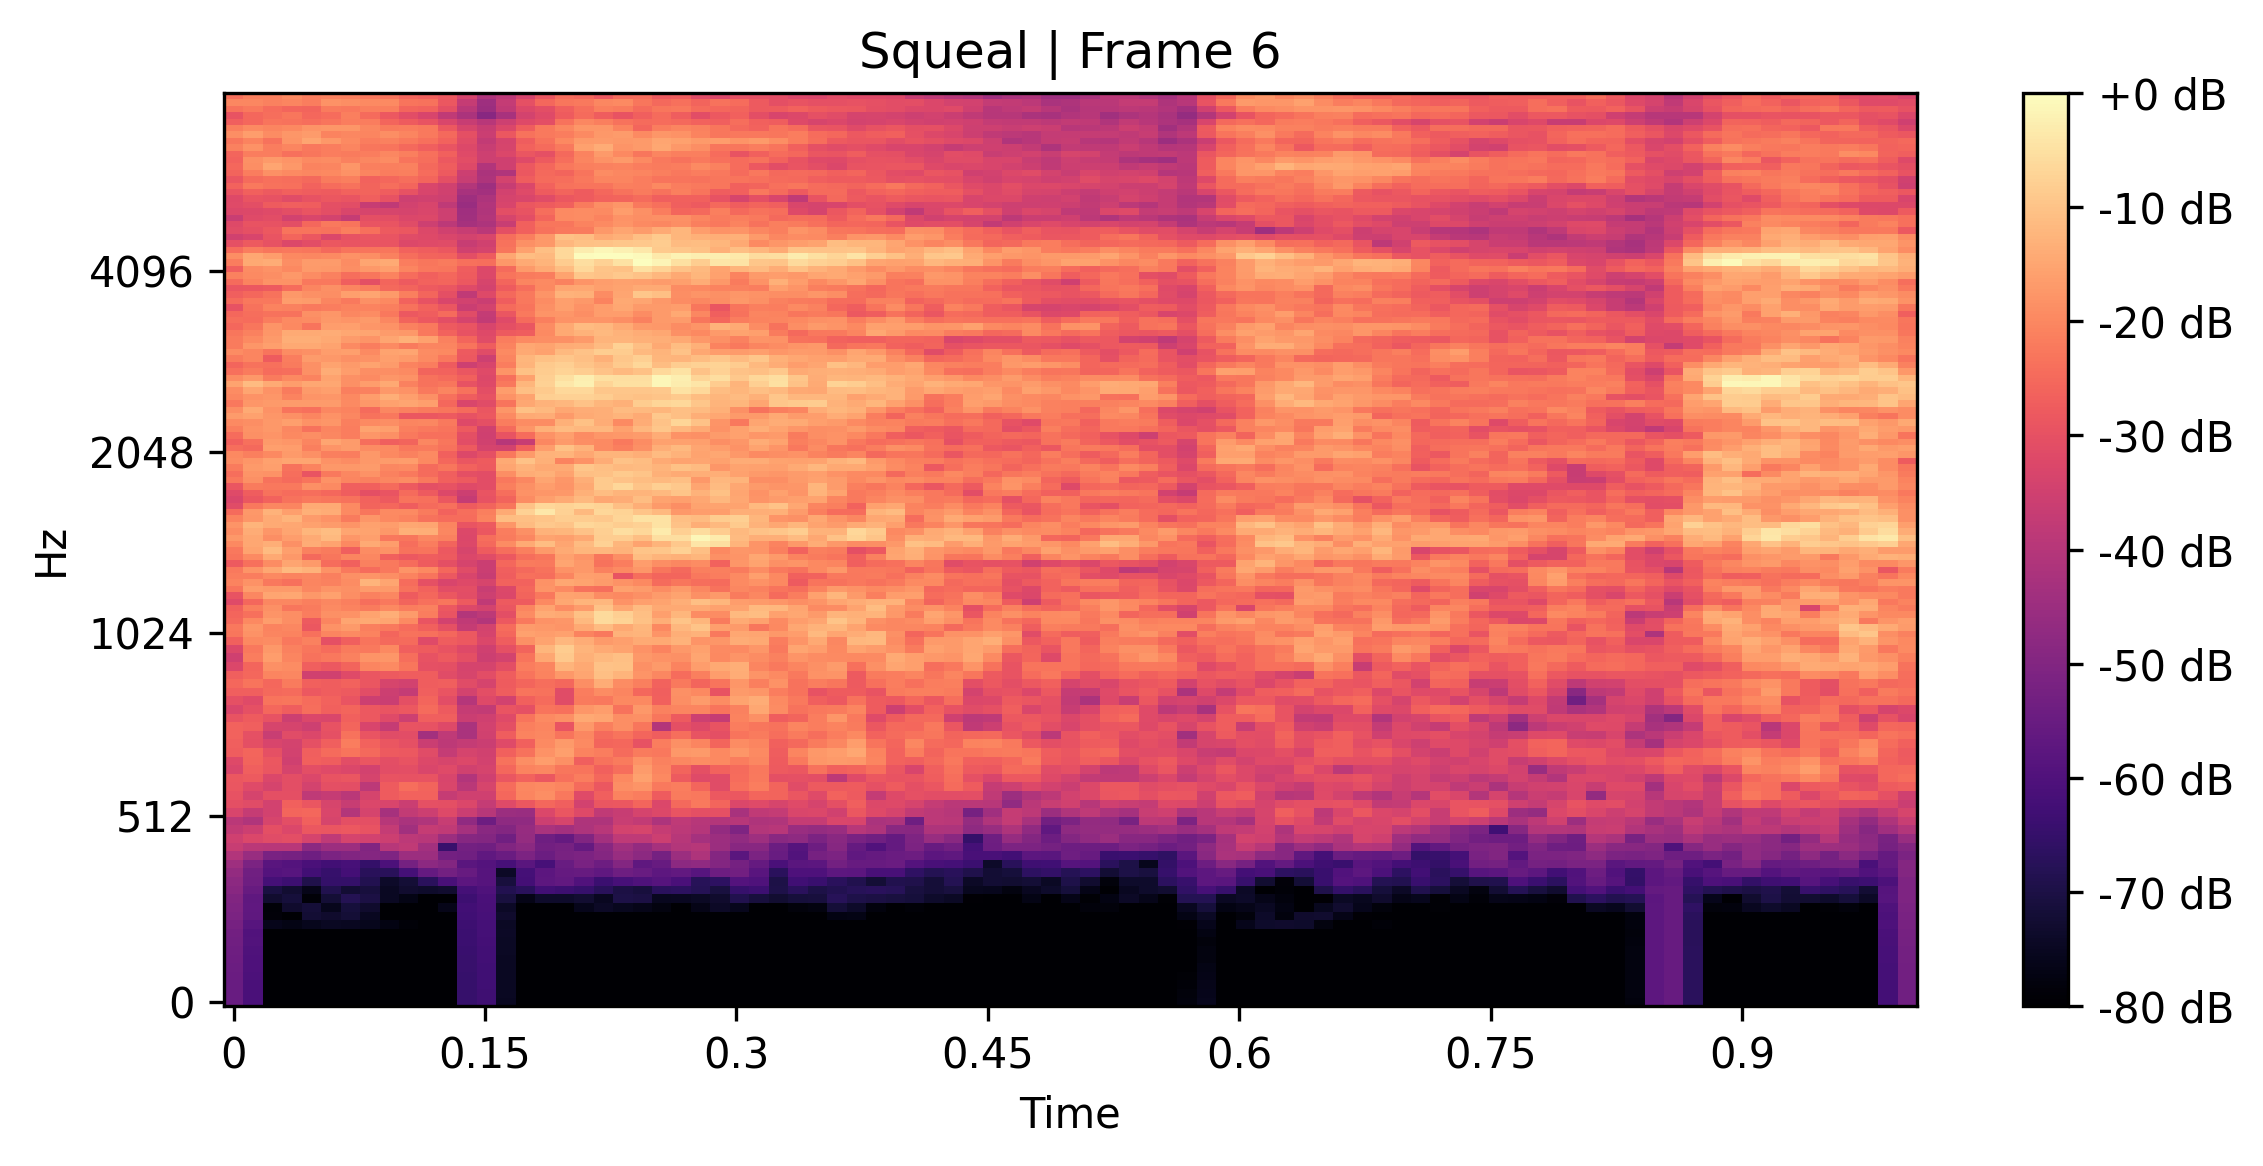 Squeal | Frame 6
Hz
4096
2048
1024
512
0
0 0.15 0.3 0.45 0.6 0.75 0.9
Time
+0 dB
-10 dB
-20 dB
-30 dB
-40 dB
-50 dB
-60 dB
-70 dB
-80 dB